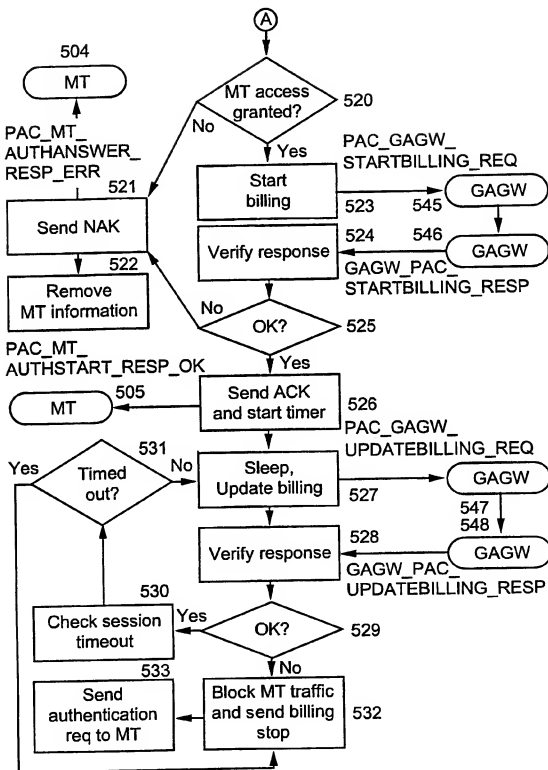 A
504
MT
MT access
granted?
520
No
Yes
PAC_MT_
AUTHANSWER_
RESP_ERR
521
PAC_GAGW_
STARTBILLING_REQ
Start
billing
523
545
GAGW
Send NAK
524
546
Verify response
GAGW
522
GAGW_PAC_
STARTBILLING_RESP
Remove
MT information
No
OK?
525
Yes
PAC_MT_
AUTHSTART_RESP_OK
505
MT
Send ACK
and start timer
526
PAC_GAGW_
UPDATEBILLING_REQ
531
Yes
Timed
out?
No
Sleep,
Update billing
527
GAGW
547
548
528
Verify response
GAGW
GAGW_PAC_
UPDATEBILLING_RESP
530
Check session
timeout
Yes
OK?
529
No
533
Send
authentication
req to MT
Block MT traffic
and send billing
stop
532